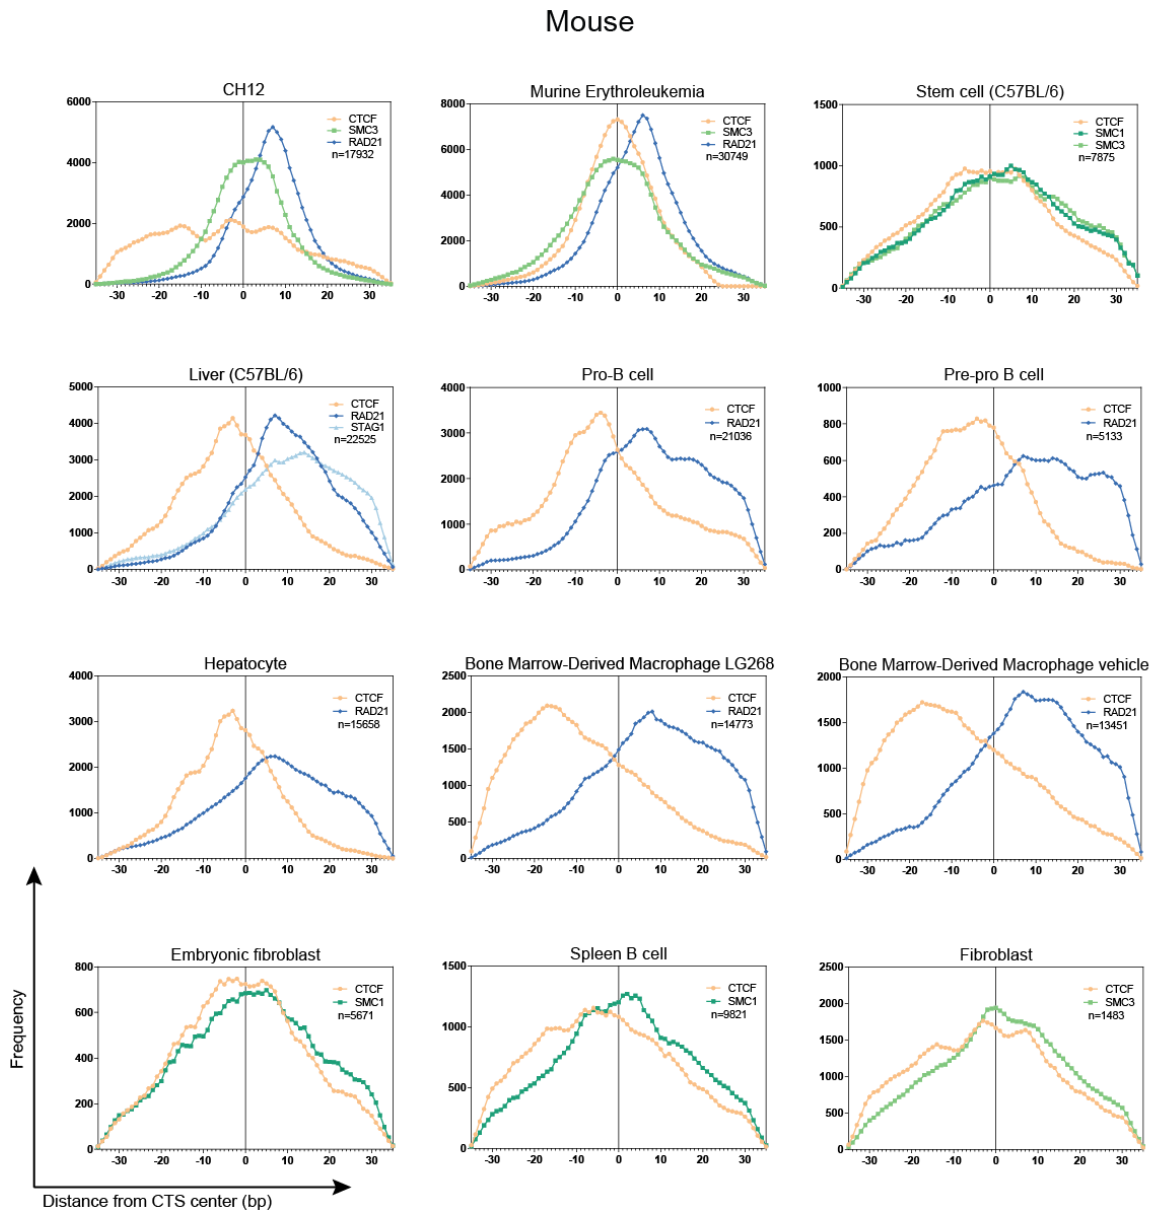 Mouse
CH12
6000
4000
2000
0
CTCF
SMC3
RAD21
n=17932
-30 -20 -10 0 10 20 30
Murine Erythroleukemia
8000
6000
4000
2000
0
CTCF
SMC3
RAD21
n=30749
-30 -20 -10 0 10 20 30
Stem cell (C57BL/6)
1500
1000
500
0
CTCF
SMC1
SMC3
n=7875
-30 -20 -10 0 10 20 30
Liver (C57BL/6)
5000
4000
3000
2000
1000
0
CTCF
RAD21
STAG1
n=22525
-30 -20 -10 0 10 20 30
Pro-B cell
4000
3000
2000
1000
0
CTCF
RAD21
n=21036
-30 -20 -10 0 10 20 30
Pre-pro B cell
1000
800
600
400
200
0
CTCF
RAD21
n=5133
-30 -20 -10 0 10 20 30
Hepatocyte
4000
3000
2000
1000
0
CTCF
RAD21
n=15658
-30 -20 -10 0 10 20 30
Bone Marrow-Derived Macrophage LG268
2500
2000
1500
1000
500
0
CTCF
RAD21
n=14773
-30 -20 -10 0 10 20 30
Bone Marrow-Derived Macrophage vehicle
2000
1500
1000
500
0
CTCF
RAD21
n=13451
-30 -20 -10 0 10 20 30
Embryonic fibroblast
800
600
400
200
0
CTCF
SMC1
n=5671
-30 -20 -10 0 10 20 30
Spleen B cell
1500
1000
500
0
CTCF
SMC1
n=9821
-30 -20 -10 0 10 20 30
Fibroblast
2500
2000
1500
1000
500
0
CTCF
SMC3
n=1483
-30 -20 -10 0 10 20 30
Frequency
Distance from CTS center (bp)